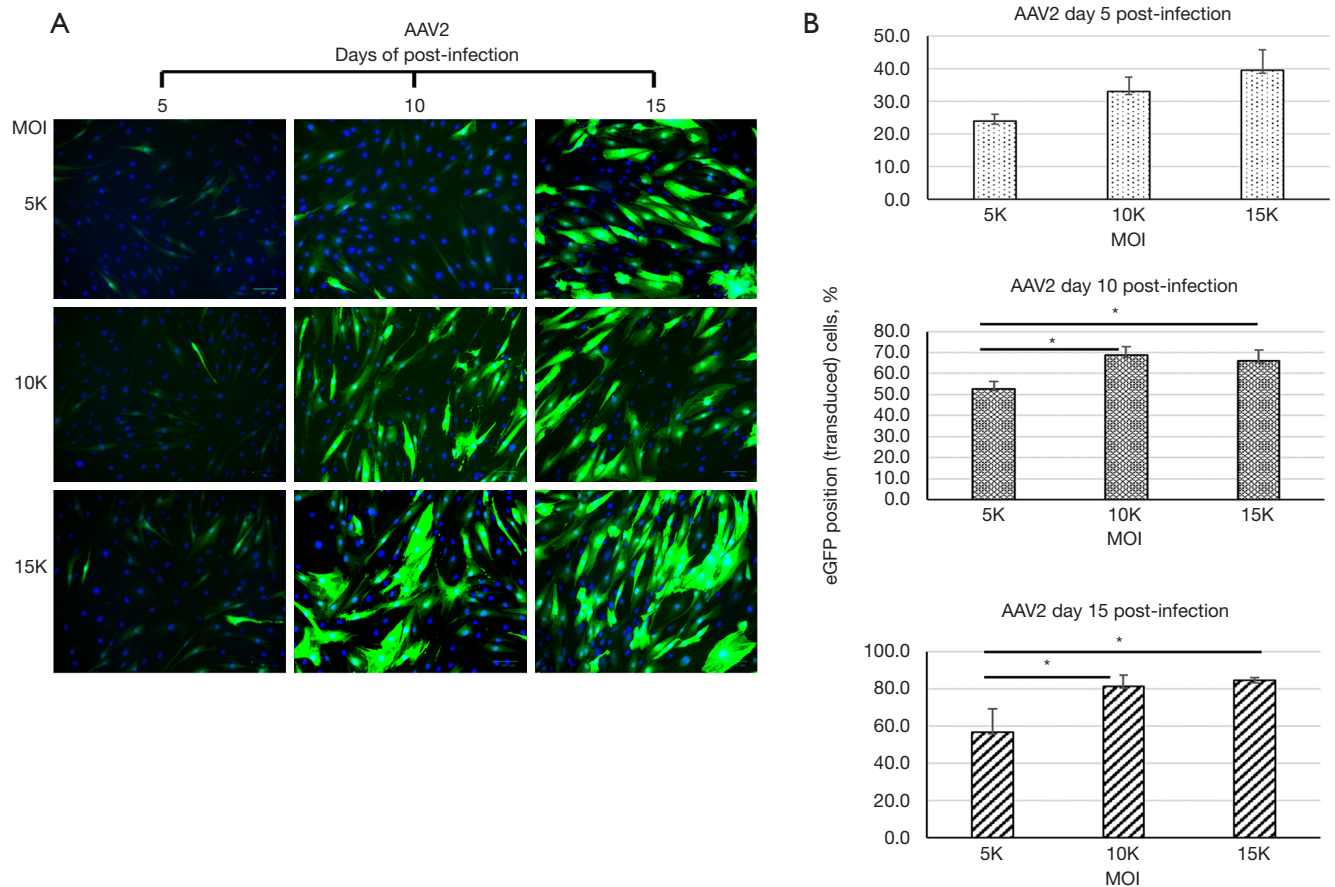 A
AAV2
Days of post-infection
5 10 15
MOI
5K
10K
15K
B
eGFP position (transduced) cells, %
AAV2 day 5 post-infection
50.0
40.0
30.0
20.0
10.0
0.0
5K 10K 15K
MOI
AAV2 day 10 post-infection
80.0
70.0
60.0
50.0
40.0
30.0
20.0
10.0
0.0
*
*
5K 10K 15K
MOI
AAV2 day 15 post-infection
100.0
80.0
60.0
40.0
20.0
0.0
*
*
5K 10K 15K
MOI